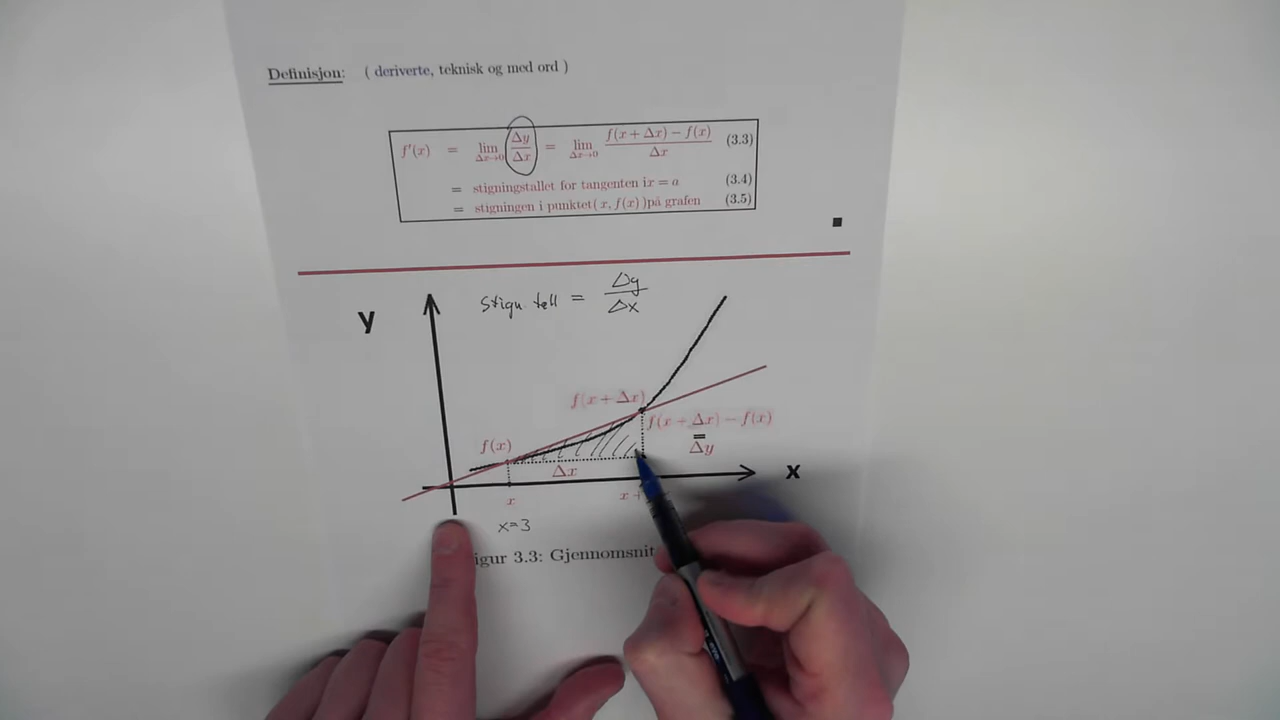 Definisjon: ( deriverte, teknisk og med ord )
f′(x) = lim Δx→0 Δy/Δx = lim Δx→0 f(x + Δx) − f(x)/Δx (3.3)
= stigningstallet for tangenten i x = a (3.4)
= stigningen i punktet ( x, f(x) ) på grafen (3.5)
Stign. tall = Δy/Δx
y
f(x + Δx)
f(x + Δx) − f(x)
=
Δy
f(x)
Δx
x
x
x +
x=3
igur 3.3: Gjennomsnit